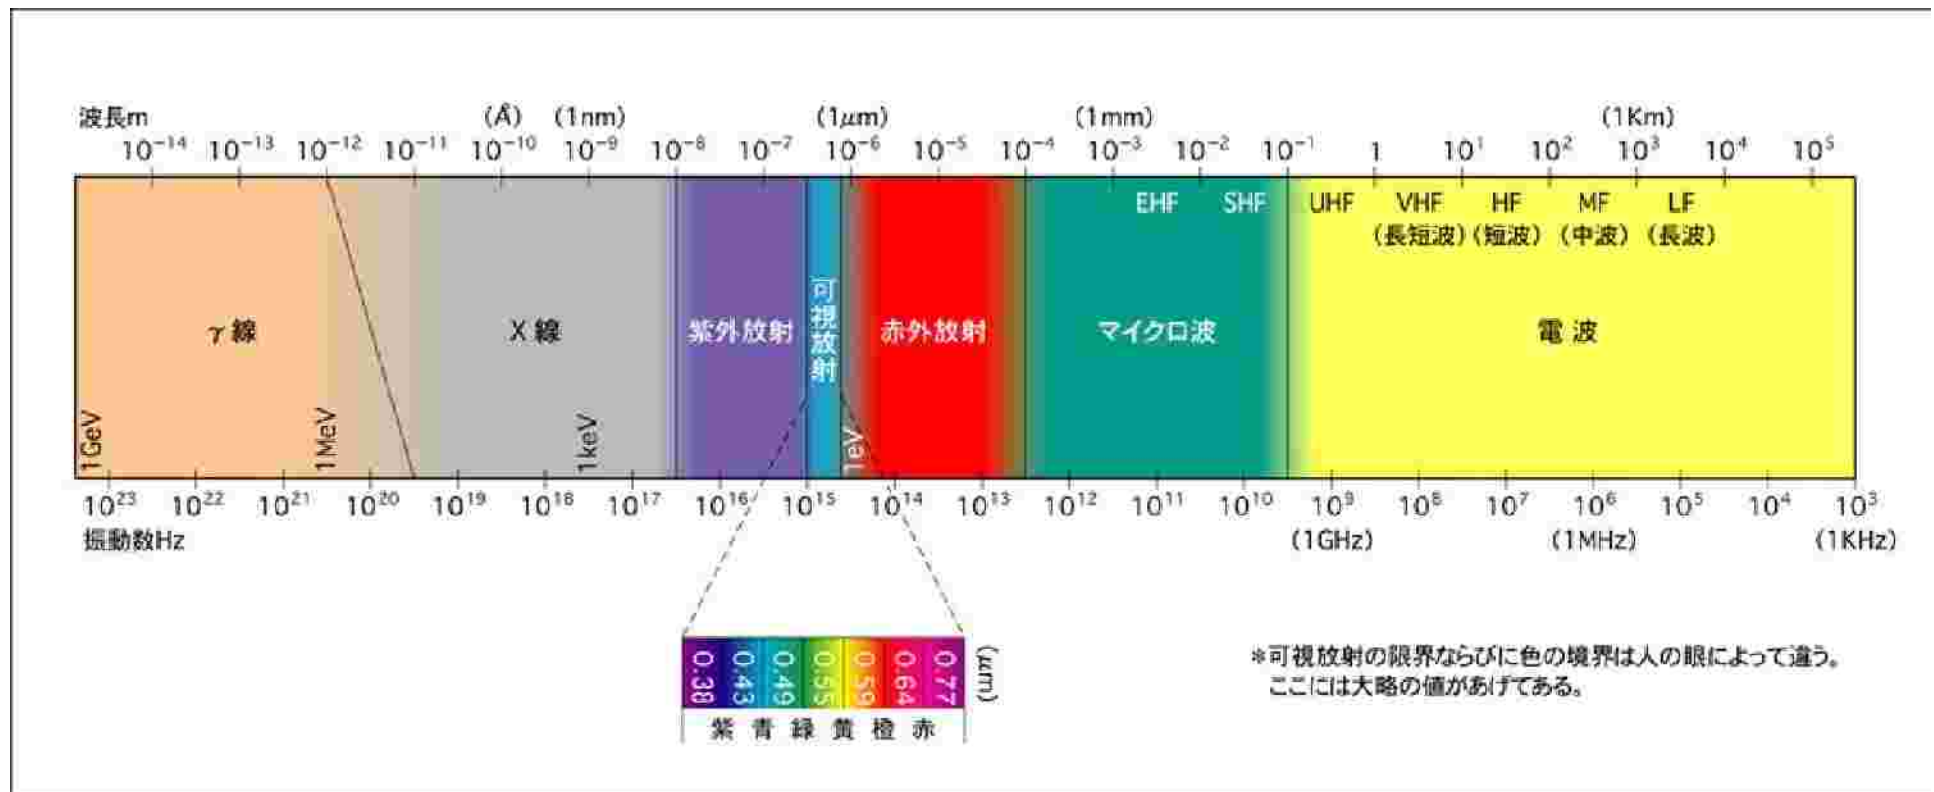 波長m (Å) (1nm) (1μm) (1mm) (1Km)
10⁻¹⁴ 10⁻¹³ 10⁻¹² 10⁻¹¹ 10⁻¹⁰ 10⁻⁹ 10⁻⁸ 10⁻⁷ 10⁻⁶ 10⁻⁵ 10⁻⁴ 10⁻³ 10⁻² 10⁻¹ 1 10¹ 10² 10³ 10⁴ 10⁵
EHF SHF UHF VHF HF MF LF
(長短波) (短波) (中波) (長波)
γ線 X線 紫外放射 可視放射 赤外放射 マイクロ波 電波
1GeV 1MeV 1keV 1eV
10²³ 10²² 10²¹ 10²⁰ 10¹⁹ 10¹⁸ 10¹⁷ 10¹⁶ 10¹⁵ 10¹⁴ 10¹³ 10¹² 10¹¹ 10¹⁰ 10⁹ 10⁸ 10⁷ 10⁶ 10⁵ 10⁴ 10³
振動数Hz (1GHz) (1MHz) (1KHz)
0.38 0.43 0.49 0.55 0.59 0.64 0.77 (μm)
紫 青 緑 黄 橙 赤
*可視放射の限界ならびに色の境界は人の眼によって違う。
ここには大略の値があげてある。